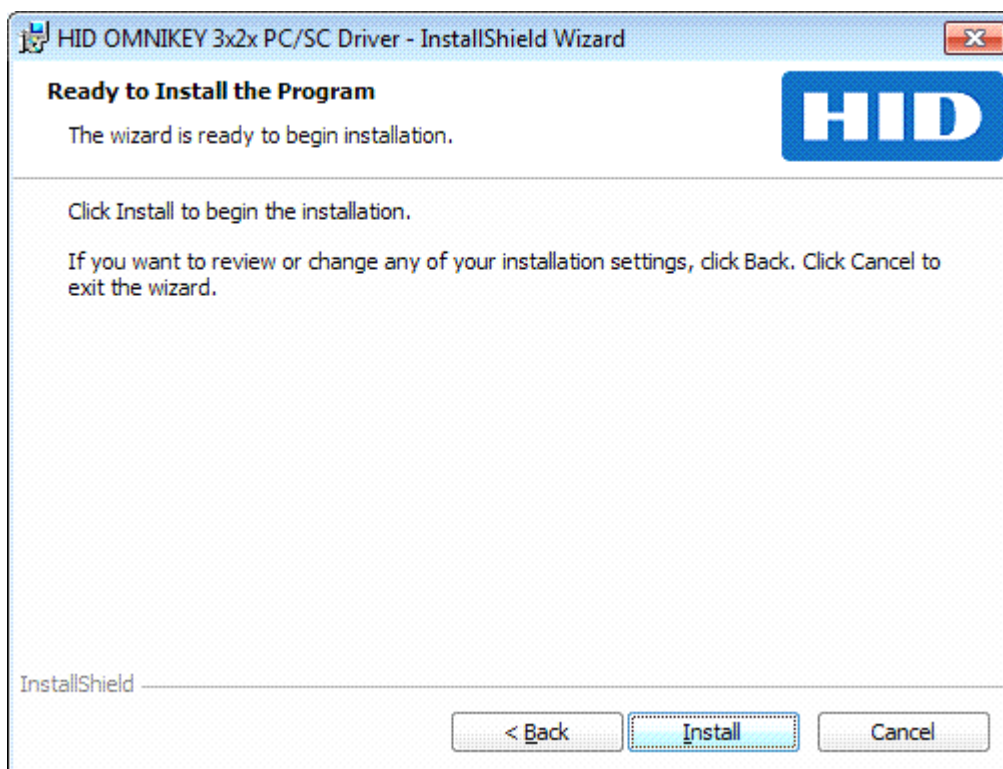 HID OMNIKEY 3x2x PC/SC Driver - InstallShield Wizard
Ready to Install the Program
The wizard is ready to begin installation.
HID
Click Install to begin the installation.
If you want to review or change any of your installation settings, click Back. Click Cancel to
exit the wizard.
InstallShield
< Back Install Cancel